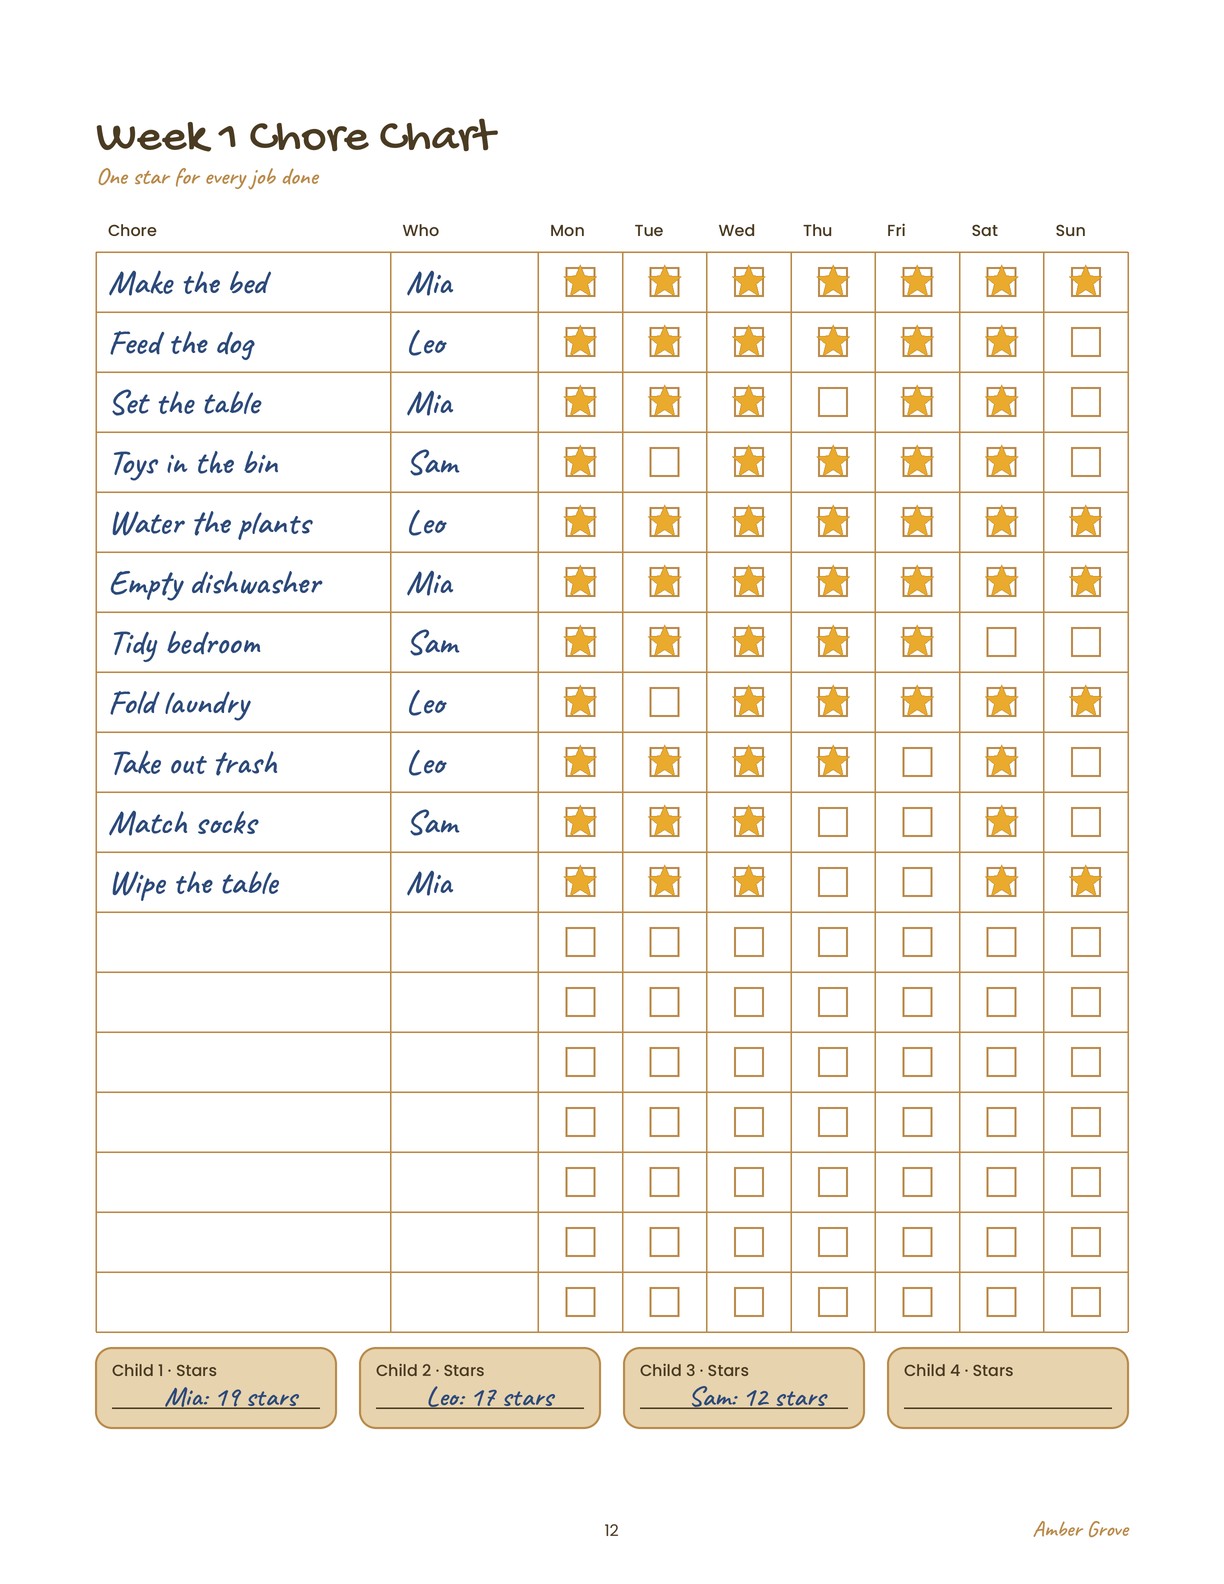 Week 1 Chore Chart
One star for every job done
Chore Who Mon Tue Wed Thu Fri Sat Sun
Make the bed Mia
Feed the dog Leo
Set the table Mia
Toys in the bin Sam
Water the plants Leo
Empty dishwasher Mia
Tidy bedroom Sam
Fold laundry Leo
Take out trash Leo
Match socks Sam
Wipe the table Mia
Child 1 · Stars Child 2 · Stars Child 3 · Stars Child 4 · Stars
Mia: 19 stars Leo: 17 stars Sam: 12 stars
12 Amber Grove